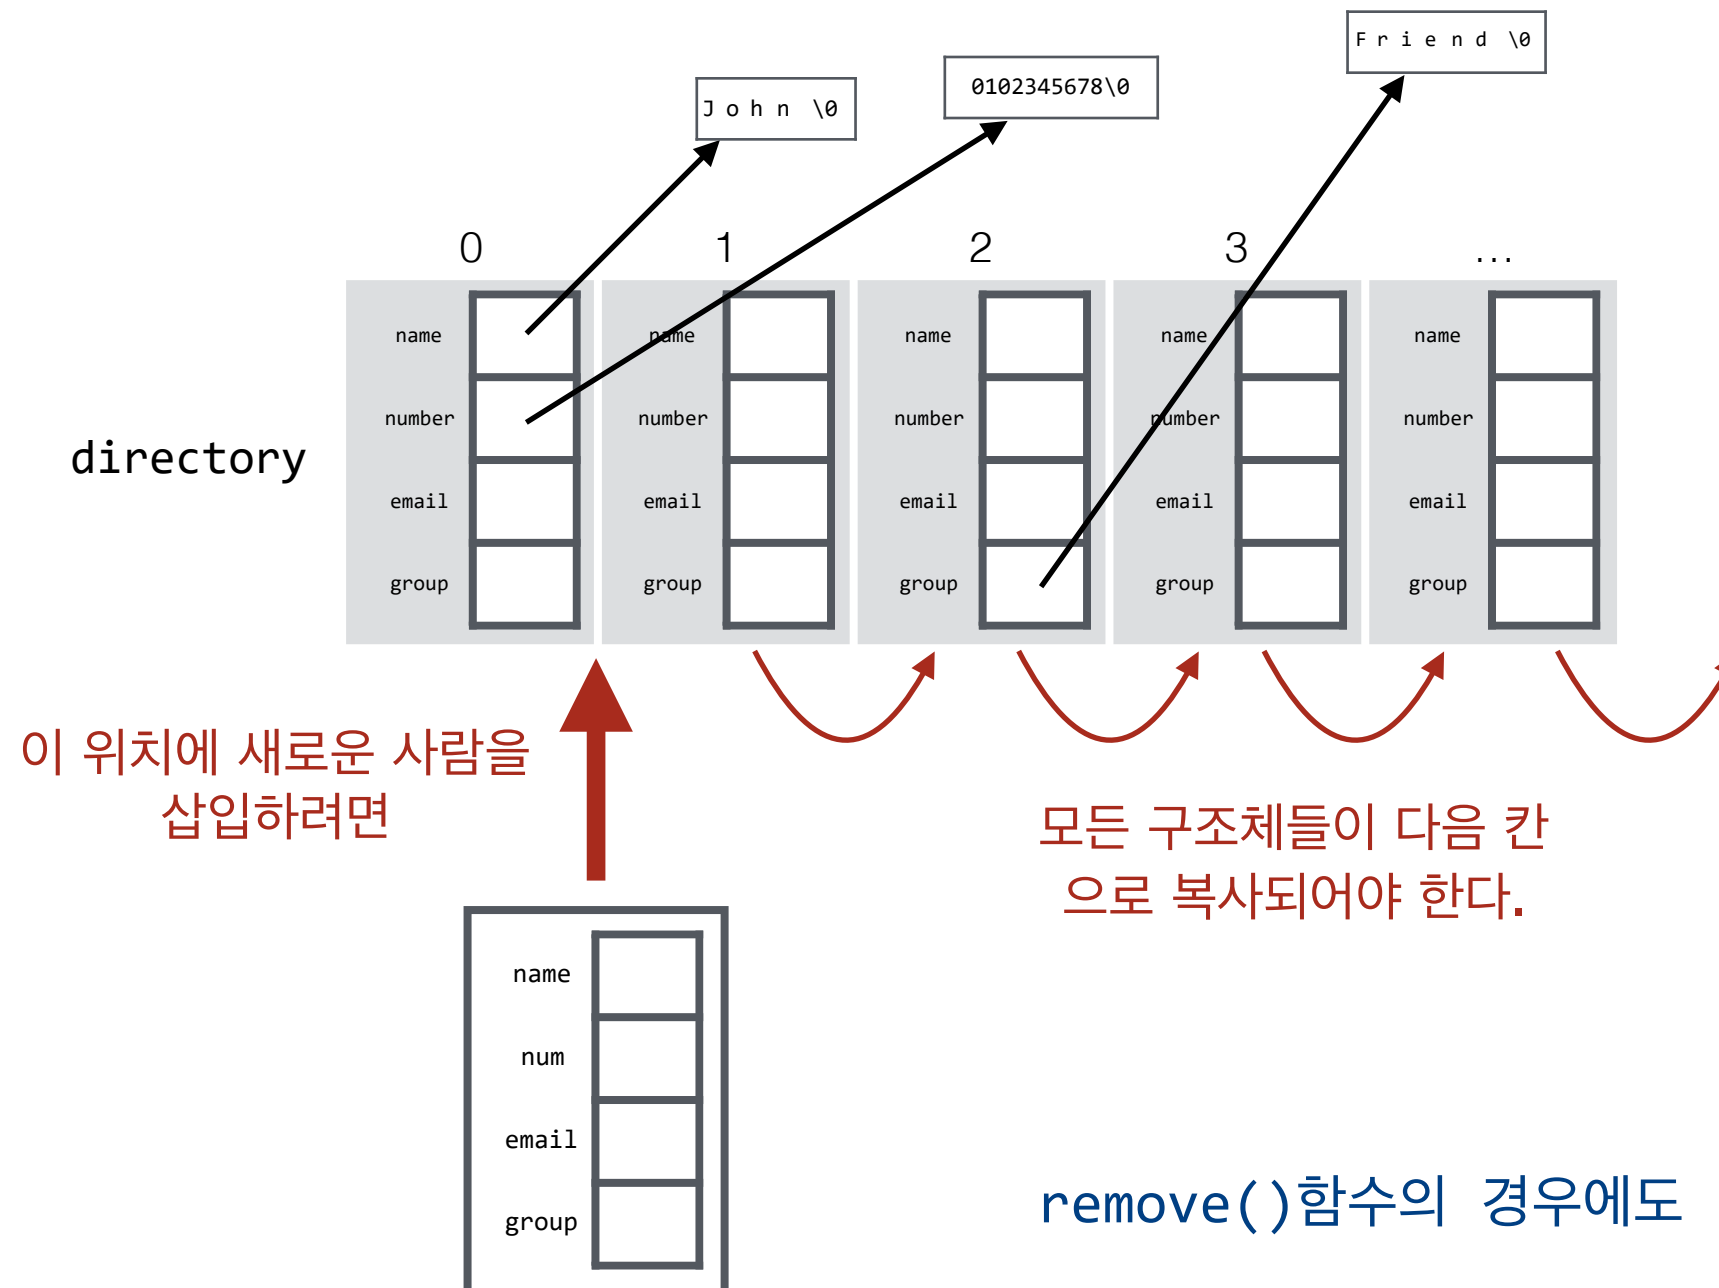 F r i e n d \0
0102345678\0
J o h n \0
0 1 2 3 ...
name name name name name
number number number number number
directory
email email email email email
group group group group group
이 위치에 새로운 사람을
삽입하려면
모든 구조체들이 다음 칸
으로 복사되어야 한다.
name
num
email
group
remove()함수의 경우에도